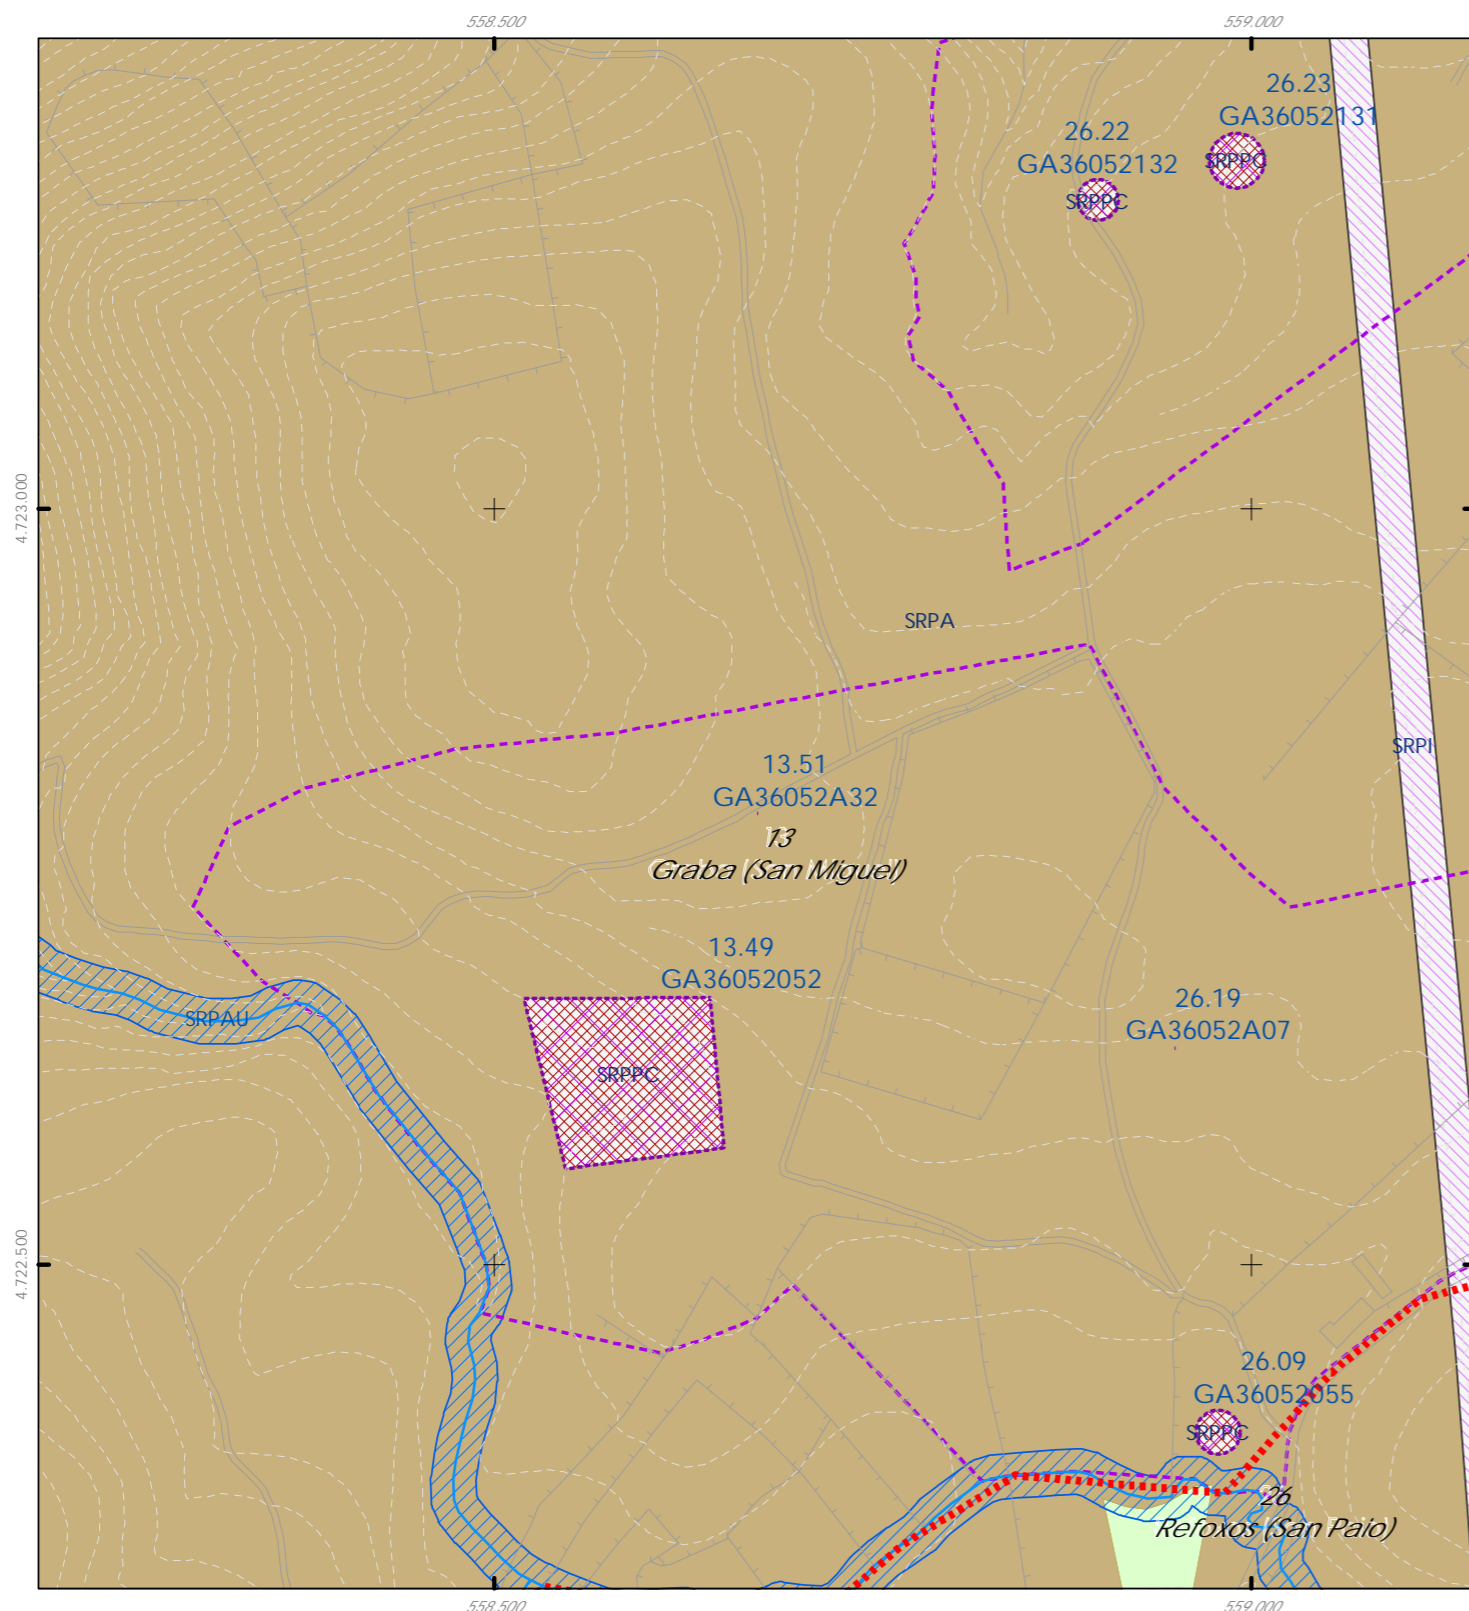 558.500
559.000
26.23
GA36052131
26.22
GA36052132
SRPPC
SRPPC
4.723.000
SRPA
SRPI
13.51
GA36052A32
13
Graba (San Miguel)
13.49
GA36052052
26.19
GA36052A07
SRPAU
SRPPC
4.722.500
26.09
GA36052055
SRPPC
26
Refoxos (San Paio)
558.500
559.000